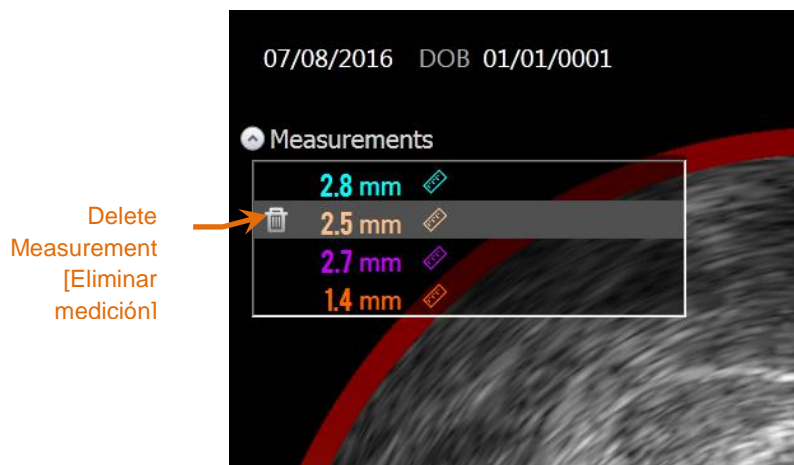 07/08/2016 DOB 01/01/0001
Measurements
2.8 mm
2.5 mm
2.7 mm
1.4 mm
Delete
Measurement
[Eliminar
medición]